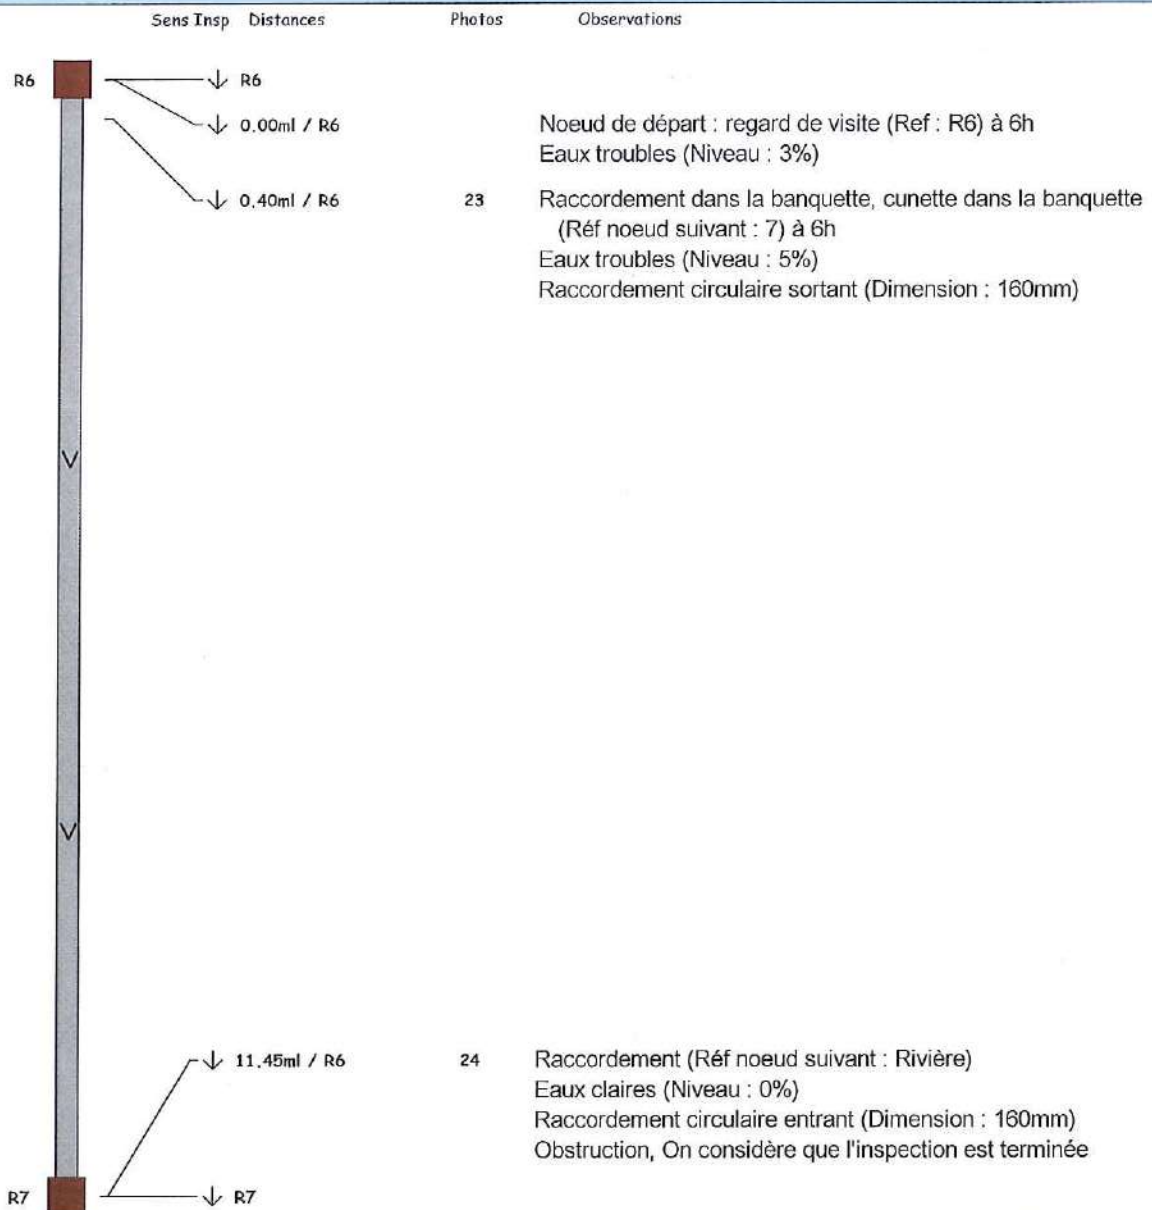 Sens Insp Distances Photos Observations
R6 R6
0.00ml / R6 Noeud de départ : regard de visite (Ref : R6) à 6h
Eaux troubles (Niveau : 3%)
0.40ml / R6 23 Raccordement dans la banquette, cunette dans la banquette
(Réf noeud suivant : 7) à 6h
Eaux troubles (Niveau : 5%)
Raccordement circulaire sortant (Dimension : 160mm)
11.45ml / R6 24 Raccordement (Réf noeud suivant : Rivière)
Eaux claires (Niveau : 0%)
Raccordement circulaire entrant (Dimension : 160mm)
Obstruction, On considère que l'inspection est terminée
R7 R7